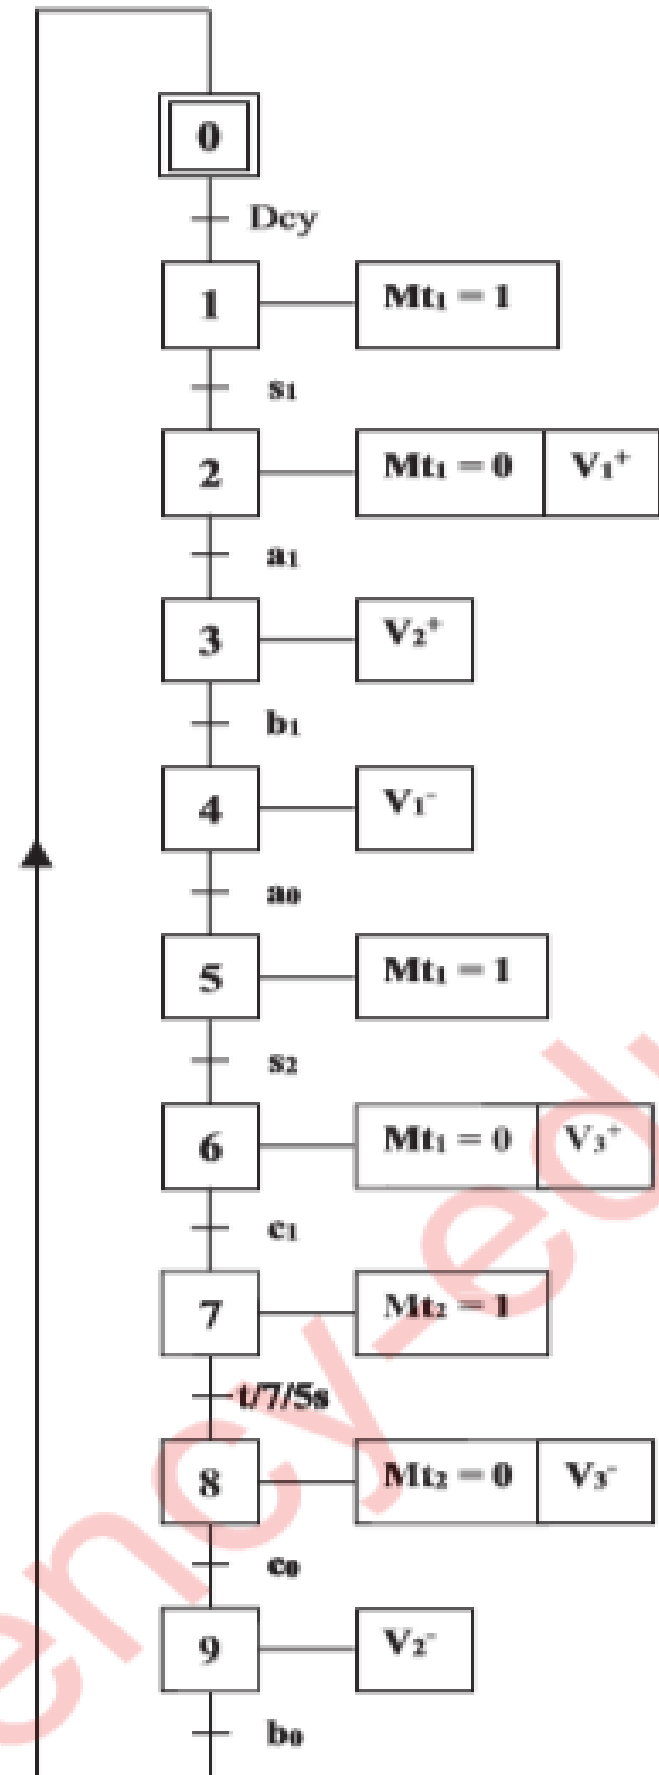 0
Dcy
1 Mt₁ = 1
s₁
2 Mt₁ = 0 V₁⁺
a₁
3 V₂⁺
b₁
4 V₁⁻
a₀
5 Mt₁ = 1
s₂
6 Mt₁ = 0 V₃⁺
c₁
7 Mt₂ = 1
t/7/5s
8 Mt₂ = 0 V₃⁻
c₀
9 V₂⁻
b₀
ency-ed